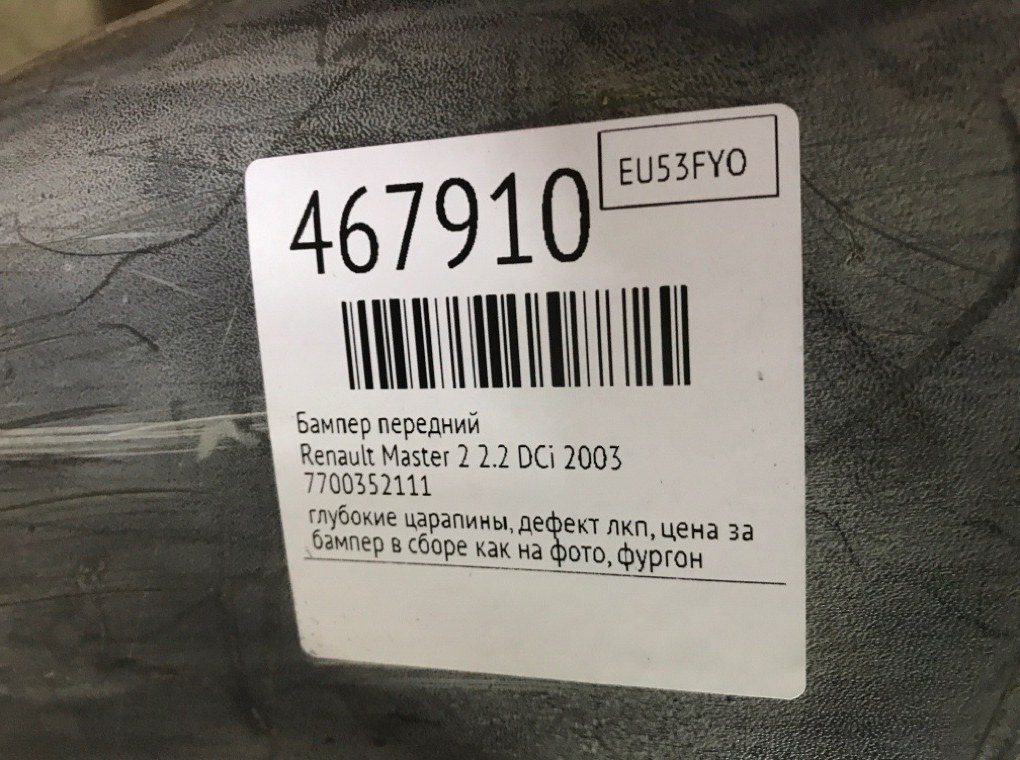 EU53FYO
467910
Бампер передний
Renault Master 2 2.2 DCi 2003
7700352111
глубокие царапины, дефект лкп, цена за
бампер в сборе как на фото, фургон